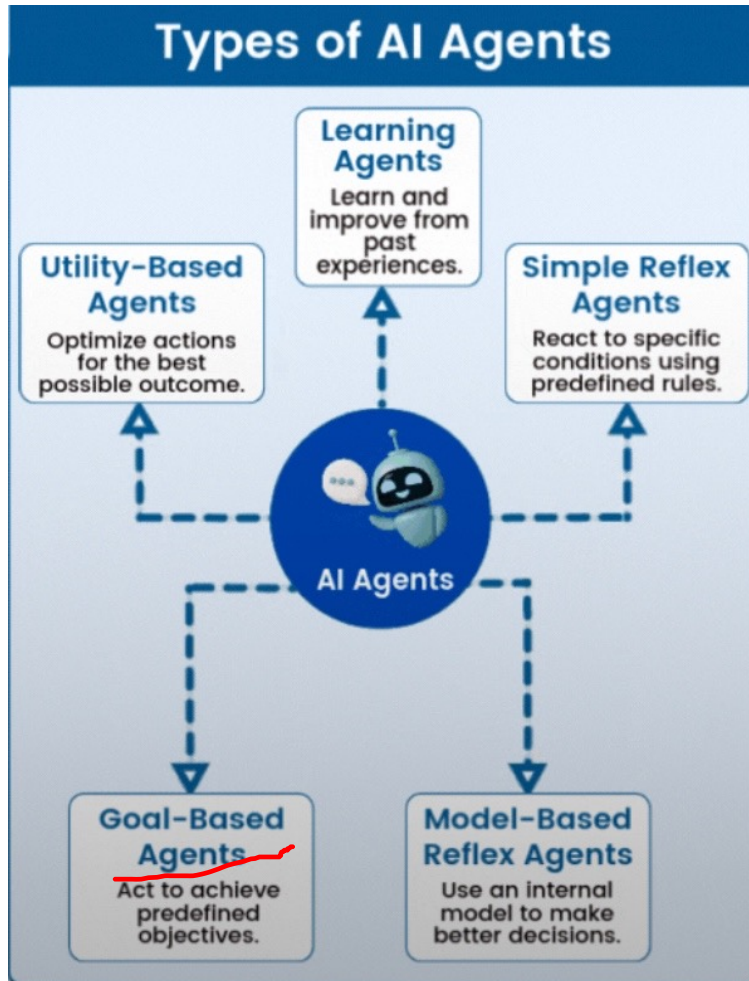 Types of AI Agents
Learning
Agents
Learn and
improve from
past
experiences.
Utility-Based
Agents
Optimize actions
for the best
possible outcome.
Simple Reflex
Agents
React to specific
conditions using
predefined rules.
AI Agents
Goal-Based
Agents
Act to achieve
predefined
objectives.
Model-Based
Reflex Agents
Use an internal
model to make
better decisions.